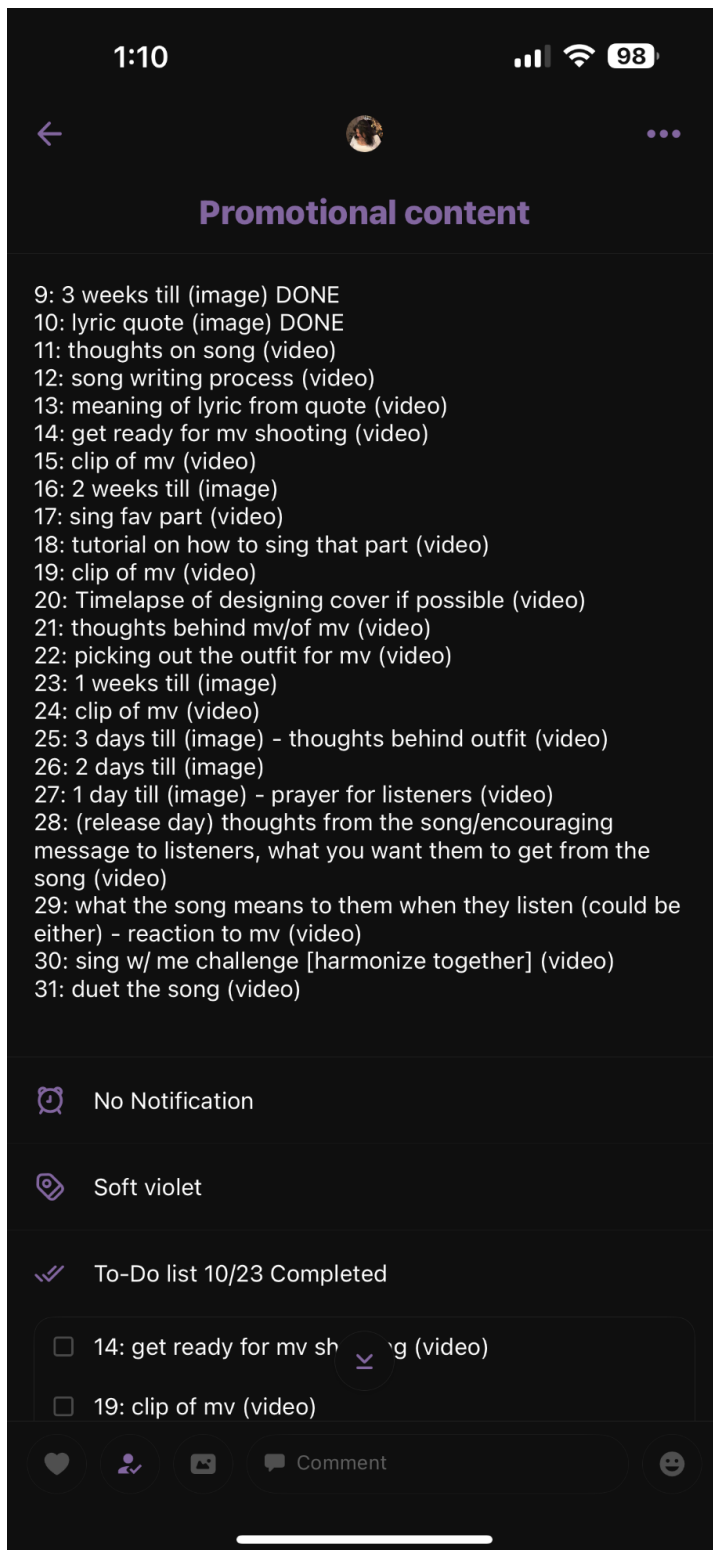 1:10
98
Promotional content
9: 3 weeks till (image) DONE
10: lyric quote (image) DONE
11: thoughts on song (video)
12: song writing process (video)
13: meaning of lyric from quote (video)
14: get ready for mv shooting (video)
15: clip of mv (video)
16: 2 weeks till (image)
17: sing fav part (video)
18: tutorial on how to sing that part (video)
19: clip of mv (video)
20: Timelapse of designing cover if possible (video)
21: thoughts behind mv/of mv (video)
22: picking out the outfit for mv (video)
23: 1 weeks till (image)
24: clip of mv (video)
25: 3 days till (image) - thoughts behind outfit (video)
26: 2 days till (image)
27: 1 day till (image) - prayer for listeners (video)
28: (release day) thoughts from the song/encouraging
message to listeners, what you want them to get from the
song (video)
29: what the song means to them when they listen (could be
either) - reaction to mv (video)
30: sing w/ me challenge [harmonize together] (video)
31: duet the song (video)
No Notification
Soft violet
To-Do list 10/23 Completed
14: get ready for mv (video)
19: clip of mv (video)
Comment